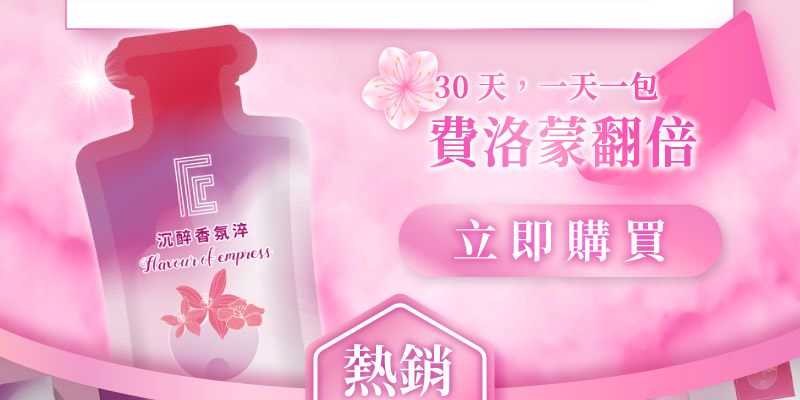 30 天，一天一包
費洛蒙翻倍
立即購買
沉醉香氛淬
Flavour of empress
熱銷